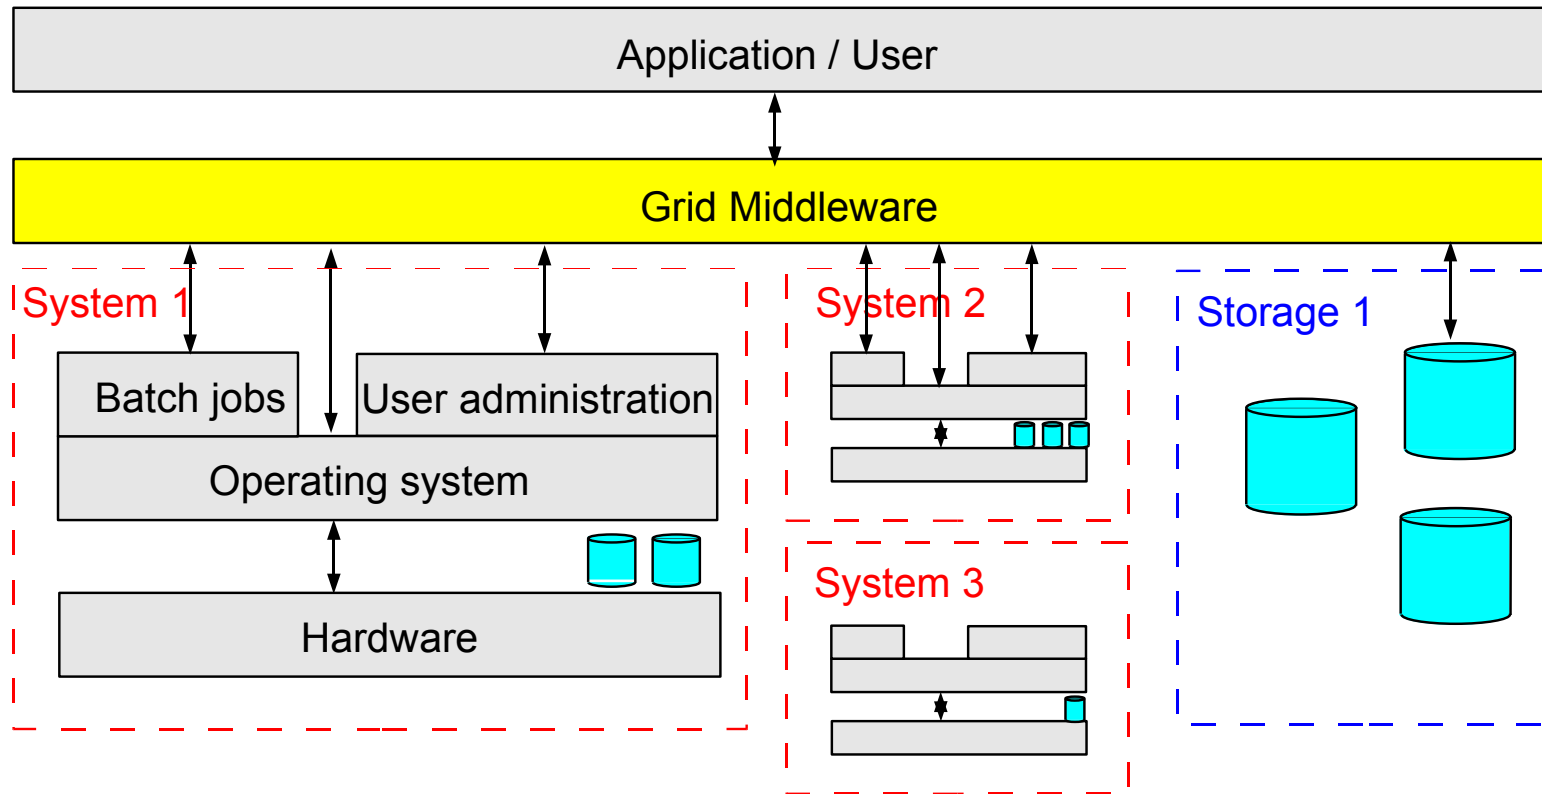 Application / User
Grid Middleware
System 1
System 2
Storage 1
Batch jobs
User administration
Operating system
System 3
Hardware